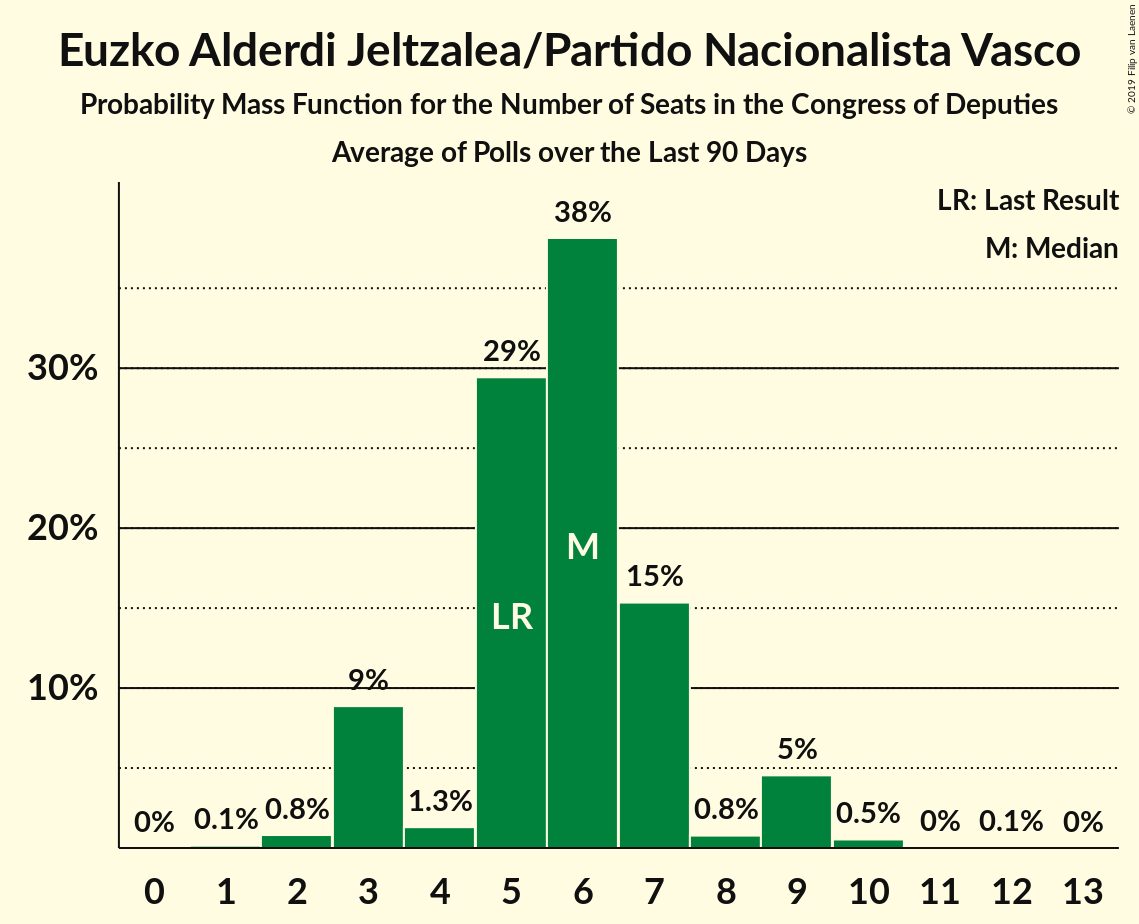 Euzko Alderdi Jeltzalea/Partido Nacionalista Vasco
Probability Mass Function for the Number of Seats in the Congress of Deputies
Average of Polls over the Last 90 Days
© 2019 Filip van Laenen
LR: Last Result
M: Median
30%
20%
10%
0%
0.1%
0.8%
9%
1.3%
29%
38%
15%
0.8%
5%
0.5%
0%
0.1%
0%
LR
M
0 1 2 3 4 5 6 7 8 9 10 11 12 13